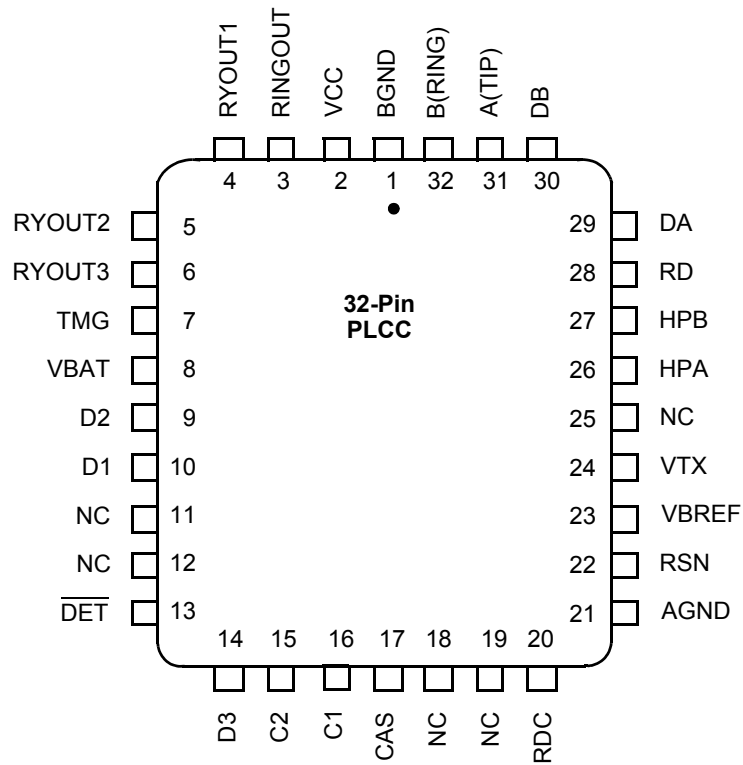 RYOUT1
RINGOUT
VCC
BGND
B(RING)
A(TIP)
DB
4
3
2
1
32
31
30
RYOUT2
5
29
DA
RYOUT3
6
28
RD
TMG
7
27
HPB
VBAT
8
26
HPA
D2
9
25
NC
D1
10
24
VTX
NC
11
23
VBREF
NC
12
22
RSN
DET
13
21
AGND
32-Pin
PLCC
14
15
16
17
18
19
20
D3
C2
C1
CAS
NC
NC
RDC